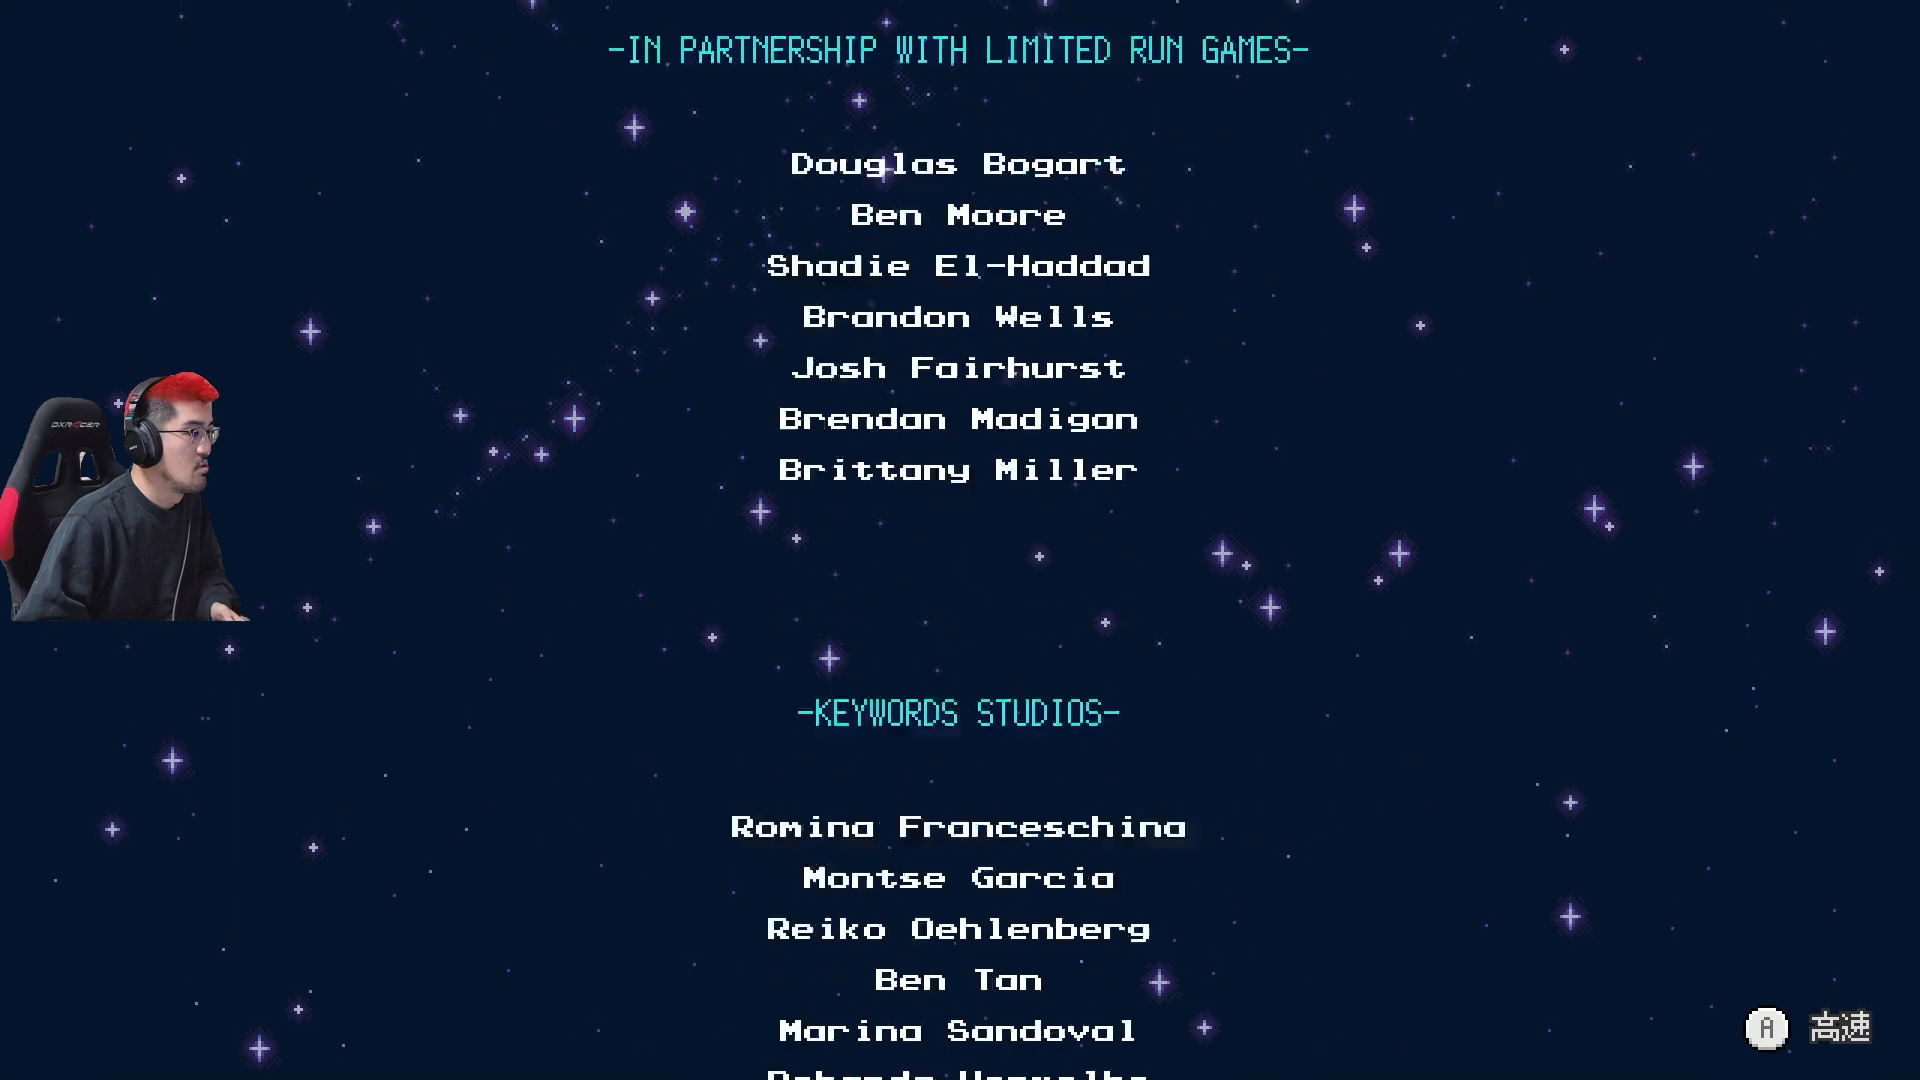 -IN PARTNERSHIP WITH LIMITED RUN GAMES-
Douglas Bogart
Ben Moore
Shadie El-Haddad
Brandon Wells
Josh Fairhurst
Brendan Madigan
Brittany Miller
DXRACER
-KEYWORDS STUDIOS-
Romina Franceschina
Montse Garcia
Reiko Oehlenberg
Ben Tan
Marina Sandoval
A 高速